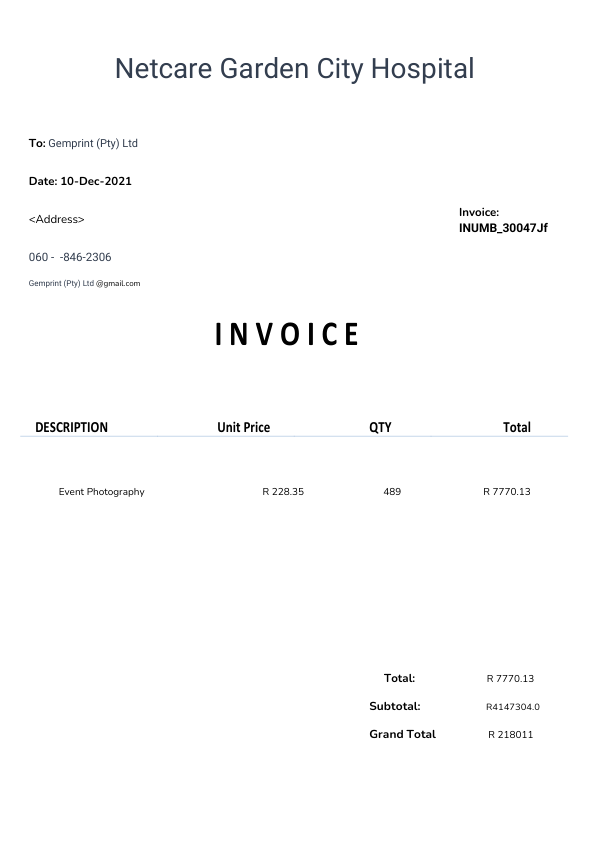 Netcare Garden City Hospital
To: Gemprint (Pty) Ltd
Date: 10-Dec-2021
<Address>
Invoice:
INUMB_30047Jf
060 -  -846-2306
Gemprint (Pty) Ltd @gmail.com
INVOICE
DESCRIPTION Unit Price QTY Total
Event Photography R 228.35 489 R 7770.13
Total: R 7770.13
Subtotal: R4147304.0
Grand Total R 218011